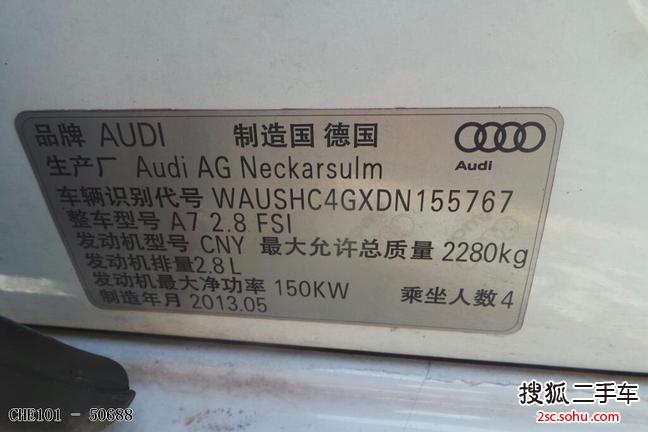 品牌 AUDI 制造国 德国
Audi
生产厂 Audi AG Neckarsulm
车辆识别代号 WAUSHC4GXDN155767
整车型号 A7 2.8 FSI
发动机型号 CNY 最大允许总质量 2280kg
发动机排量2.8 L
发动机最大净功率 150KW 乘坐人数4
制造年月 2013.05
CHE101 - 50688
搜狐二手车
2sc.sohu.com